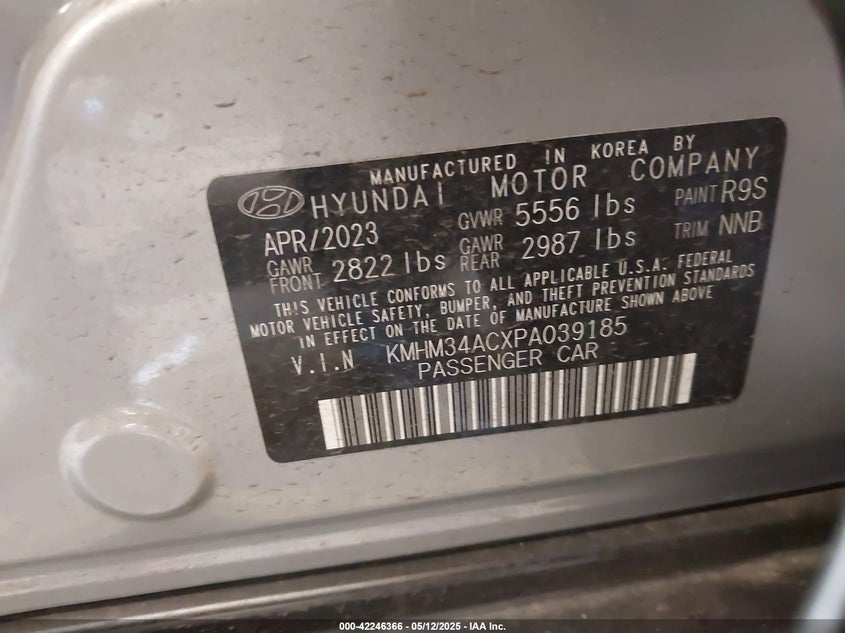 MANUFACTURED IN KOREA BY
HYUNDAI MOTOR COMPANY
APR/2023 GVWR 5556 lbs PAINT R9S
GAWR FRONT 2822 lbs GAWR REAR 2987 lbs TRIM NNB
THIS VEHICLE CONFORMS TO ALL APPLICABLE U.S.A. FEDERAL
MOTOR VEHICLE SAFETY, BUMPER, AND THEFT PREVENTION STANDARDS
IN EFFECT ON THE DATE OF MANUFACTURE SHOWN ABOVE
V.I.N KMHM34ACXPA039185
PASSENGER CAR
000-42246366 - 05/12/2025 - IAA Inc.